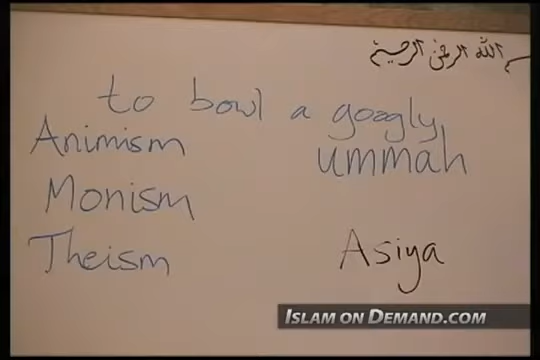 بسم الله الرحمن الرحيم
to bowl a googly
Animism
ummah
Monism
Theism
Asiya
ISLAM ON DEMAND.COM